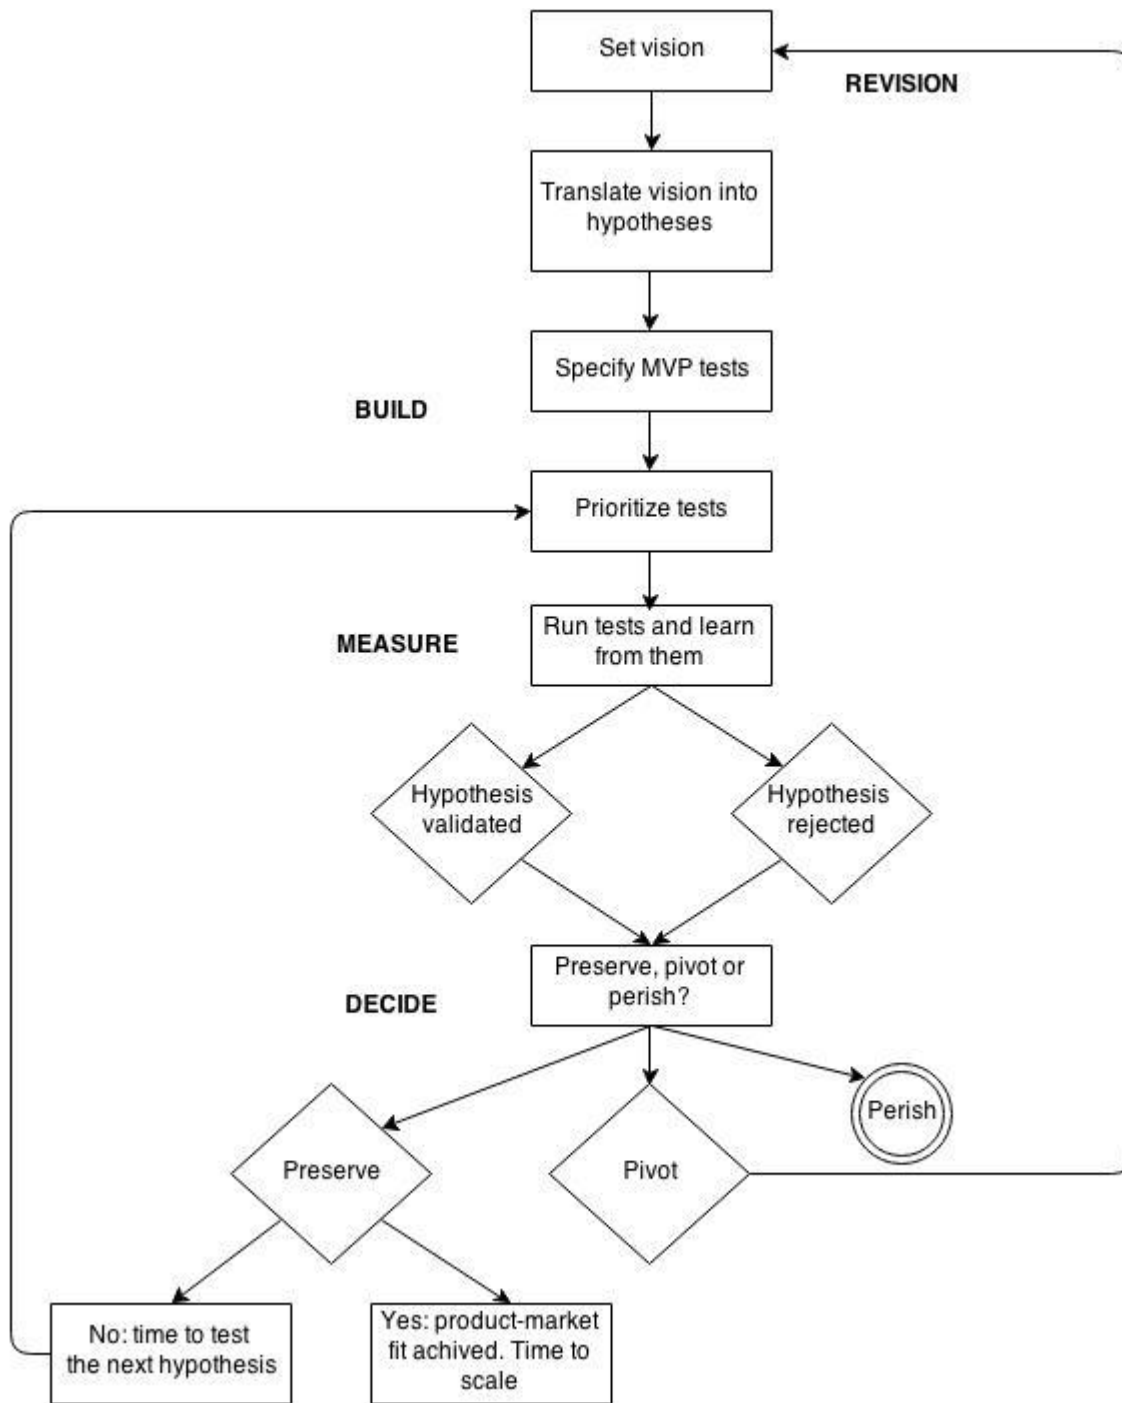 Set vision
REVISION
Translate vision into
hypotheses
Specify MVP tests
BUILD
Prioritize tests
MEASURE
Run tests and learn
from them
Hypothesis
validated
Hypothesis
rejected
Preserve, pivot or
perish?
DECIDE
Perish
Preserve
Pivot
No: time to test
the next hypothesis
Yes: product-market
fit achived. Time to
scale